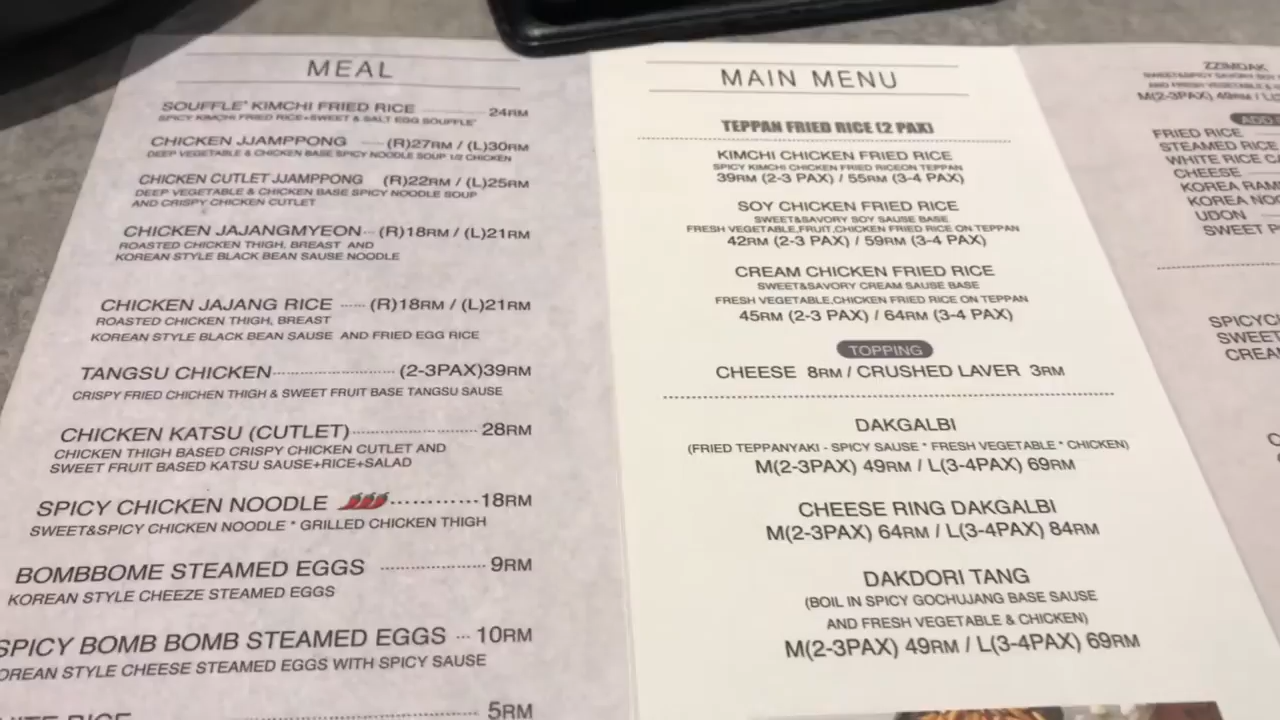 MEAL
SOUFFLE' KIMCHI FRIED RICE 24RM
SPICY KIMCHI FRIED RICE+SWEET & SALT EGG SOUFFLE'
CHICKEN JJAMPPONG (R)27RM / (L)30RM
DEEP VEGETABLE & CHICKEN BASE SPICY NOODLE SOUP 1/2 CHICKEN
CHICKEN CUTLET JJAMPPONG (R)22RM / (L)25RM
DEEP VEGETABLE & CHICKEN BASE SPICY NOODLE SOUP
AND CRISPY CHICKEN CUTLET
CHICKEN JAJANGMYEON (R)18RM / (L)21RM
ROASTED CHICKEN THIGH, BREAST AND
KOREAN STYLE BLACK BEAN SAUSE NOODLE
CHICKEN JAJANG RICE (R)18RM / (L)21RM
ROASTED CHICKEN THIGH, BREAST
KOREAN STYLE BLACK BEAN SAUSE AND FRIED EGG RICE
TANGSU CHICKEN (2-3PAX)39RM
CRISPY FRIED CHICHEN THIGH & SWEET FRUIT BASE TANGSU SAUSE
CHICKEN KATSU (CUTLET) 28RM
CHICKEN THIGH BASED CRISPY CHICKEN CUTLET AND
SWEET FRUIT BASED KATSU SAUSE+RICE+SALAD
SPICY CHICKEN NOODLE 18RM
SWEET&SPICY CHICKEN NOODLE * GRILLED CHICKEN THIGH
BOMBBOME STEAMED EGGS 9RM
KOREAN STYLE CHEEZE STEAMED EGGS
SPICY BOMB BOMB STEAMED EGGS 10RM
OREAN STYLE CHEESE STEAMED EGGS WITH SPICY SAUSE
RICE 5RM
MAIN MENU
TEPPAN FRIED RICE (2 PAX)
KIMCHI CHICKEN FRIED RICE
SPICY KIMCHI CHICKEN FRIED RICEON TEPPAN
39RM (2-3 PAX) / 55RM (3-4 PAX)
SOY CHICKEN FRIED RICE
SWEET&SAVORY SOY SAUSE BASE
FRESH VEGETABLE,FRUIT,CHICKEN FRIED RICE ON TEPPAN
42RM (2-3 PAX) / 59RM (3-4 PAX)
CREAM CHICKEN FRIED RICE
SWEET&SAVORY CREAM SAUSE BASE
FRESH VEGETABLE,CHICKEN FRIED RICE ON TEPPAN
45RM (2-3 PAX) / 64RM (3-4 PAX)
TOPPING
CHEESE 8RM / CRUSHED LAVER 3RM
DAKGALBI
(FRIED TEPPANYAKI - SPICY SAUSE * FRESH VEGETABLE * CHICKEN)
M(2-3PAX) 49RM / L(3-4PAX) 69RM
CHEESE RING DAKGALBI
M(2-3PAX) 64RM / L(3-4PAX) 84RM
DAKDORI TANG
(BOIL IN SPICY GOCHUJANG BASE SAUSE
AND FRESH VEGETABLE & CHICKEN)
M(2-3PAX) 49RM / L(3-4PAX) 69RM
ZZIMDAK
SWEET&SPICY SAVORY SOY
AND FRESH VEGETABLE &
M(2-3PAX) 49RM / L(3
ADD
FRIED RICE
STEAMED RICE
WHITE RICE CA
CHEESE
KOREA RAM
KOREA NOO
UDON
SWEET P
SPICYC
SWEET
CREAM